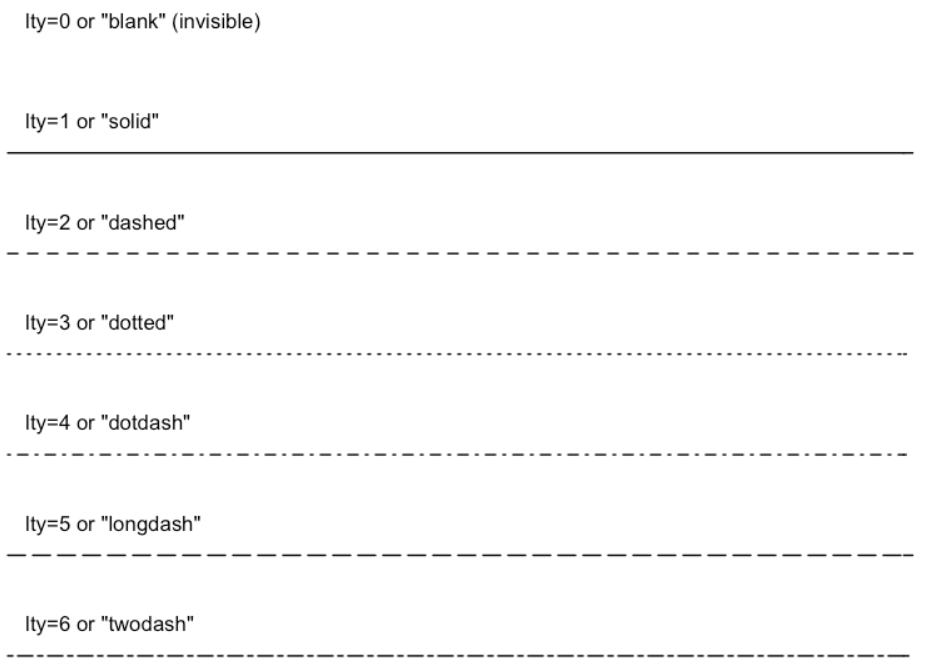 lty=0 or "blank" (invisible)
lty=1 or "solid"
lty=2 or "dashed"
lty=3 or "dotted"
lty=4 or "dotdash"
lty=5 or "longdash"
lty=6 or "twodash"